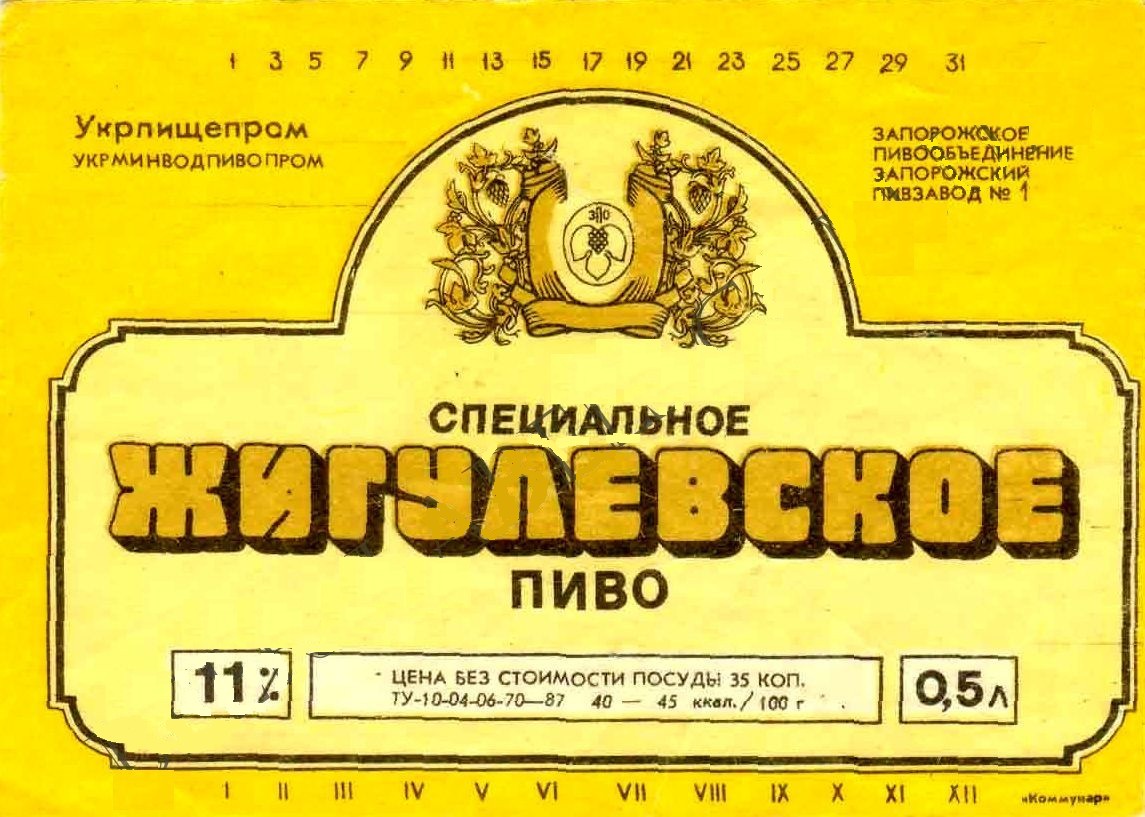 1 3 5 7 9 11 13 15 17 19 21 23 25 27 29 31
Укрпищепром
УКРМИНВОДПИВОПРОМ
ЗАПОРОЖСКОЕ
ПИВООБЪЕДИНЕНИЕ
ЗАПОРОЖСКИЙ
ПИВЗАВОД № 1
ЗПО
СПЕЦИАЛЬНОЕ
ЖИГУЛЕВСКОЕ
ПИВО
11%
ЦЕНА БЕЗ СТОИМОСТИ ПОСУДЫ 35 КОП.
ТУ-10-04-06-70—87 40 — 45 ккал./100 г
0,5л
I II III IV V VI VII VIII IX X XI XII
«Коммунар»